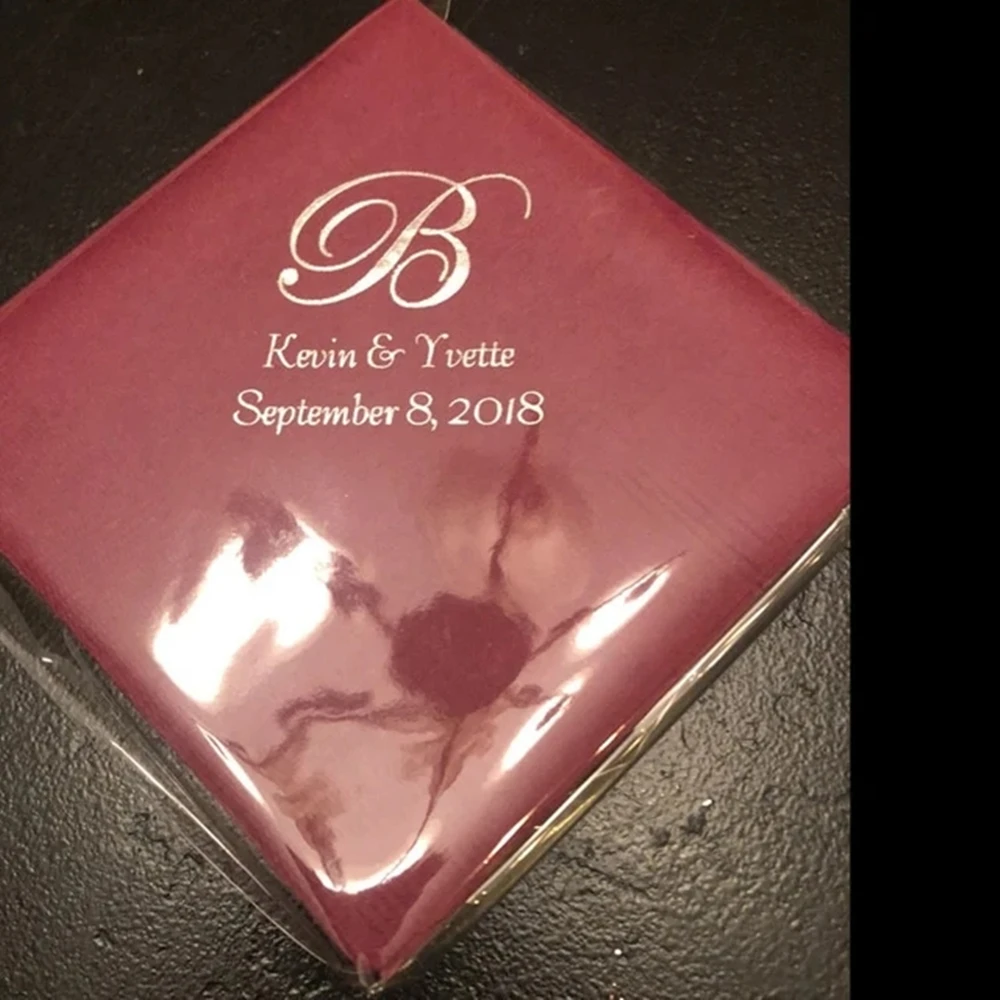 B
Kevin & Yvette
September 8, 2018